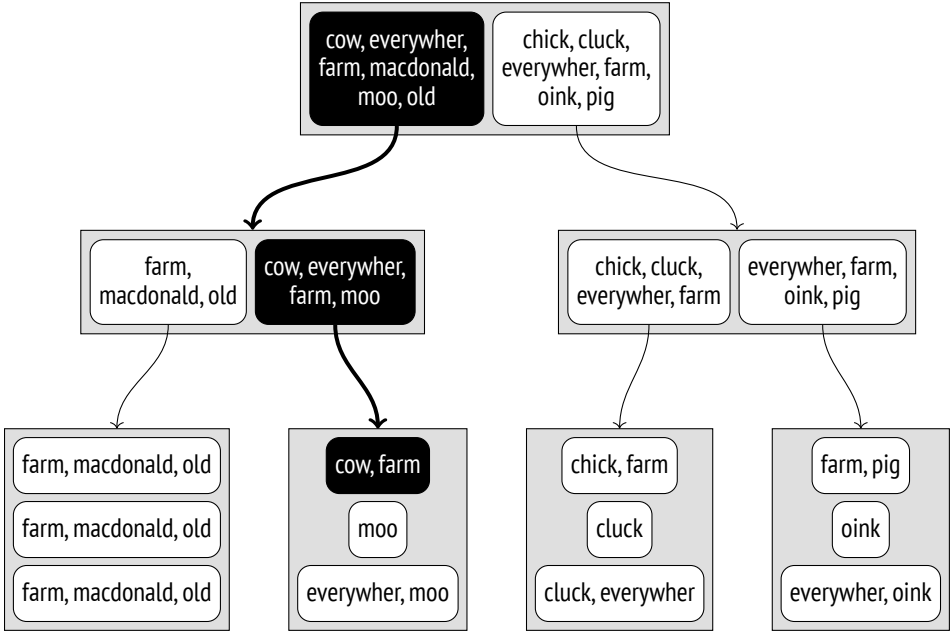 cow, everywher,
farm, macdonald,
moo, old
chick, cluck,
everywher, farm,
oink, pig
farm,
macdonald, old
cow, everywher,
farm, moo
chick, cluck,
everywher, farm
everywher, farm,
oink, pig
farm, macdonald, old
farm, macdonald, old
farm, macdonald, old
cow, farm
moo
everywher, moo
chick, farm
cluck
cluck, everywher
farm, pig
oink
everywher, oink